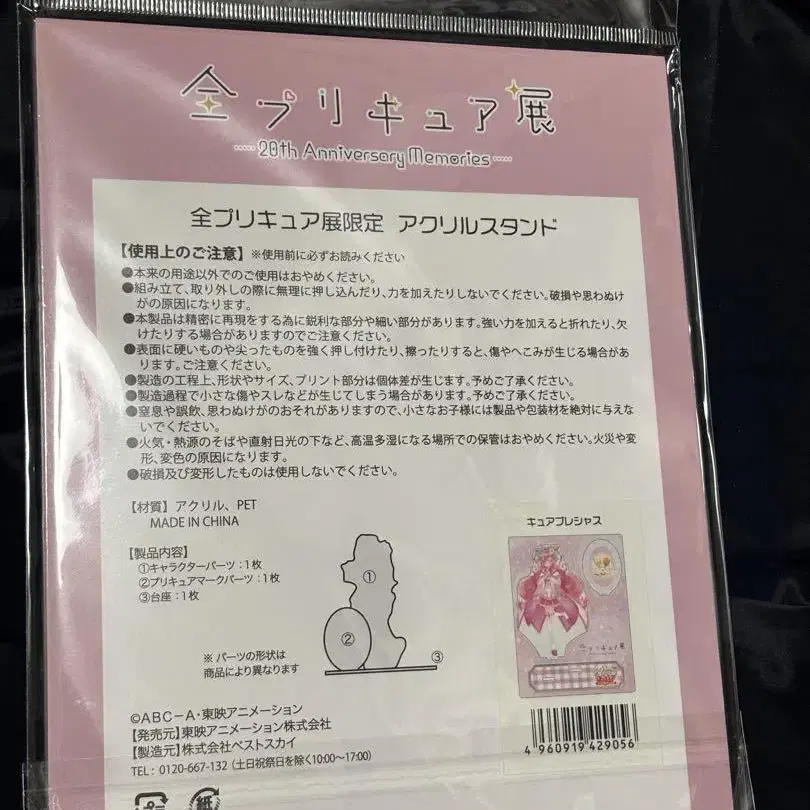 全プリキュア展
20th Anniversary Memories
全プリキュア展限定 アクリルスタンド
【使用上のご注意】※使用前に必ずお読みください
●本来の用途以外でのご使用はおやめください。
●組み立て、取り外しの際に無理に押し込んだり、力を加えたりしないでください。破損や思わぬけ
がの原因になります。
●本製品は精密に再現をする為に鋭利な部分や細い部分があります。強い力を加えると折れたり、欠
けたりする場合がありますのでご注意ください。
●表面に硬いものや尖ったものを強く押し付けたり、擦ったりすると、傷やへこみが生じる場合があ
ります。ご注意ください。
●製造の工程上、形状やサイズ、プリント部分は個体差が生じます。予めご了承ください。
●製造過程で小さな傷やスレなどが生じてしまう場合があります。予めご了承ください。
●窒息や誤飲、思わぬけがのおそれがありますので、小さなお子様には製品や包装材を絶対に与えな
いでください。
●火気・熱源のそばや直射日光の下など、高温多湿になる場所での保管はおやめください。火災や変
形、変色の原因になります。
●破損及び変形したものは使用しないでください。
【材質】アクリル、PET
MADE IN CHINA
【製品内容】
①キャラクターパーツ：1枚
②プリキュアマークパーツ：1枚
③台座：1枚
①
②
③
※ パーツの形状は
商品により異なります
キュアプレシャス
全プリキュア展
4 960919 429056
©ABC-A・東映アニメーション
【発売元】東映アニメーション株式会社
【製造元】株式会社ベストスカイ
TEL：0120-667-132（土日祝祭日を除く10:00～17:00）
プラ
紙